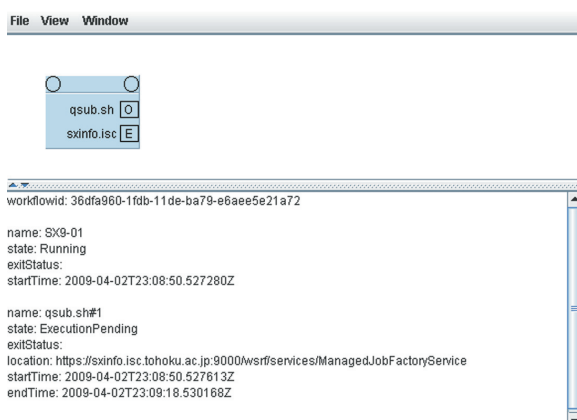 File View Window
qsub.sh O
sxinfo.isc E
workflowid: 36dfa960-1fdb-11de-ba79-e6aee5e21a72
name: SX9-01
state: Running
exitStatus:
startTime: 2009-04-02T23:08:50.527280Z
name: qsub.sh#1
state: ExecutionPending
exitStatus:
location: https://sxinfo.isc.tohoku.ac.jp:9000/wsrf/services/ManagedJobFactoryService
startTime: 2009-04-02T23:08:50.527613Z
endTime: 2009-04-02T23:09:18.530168Z